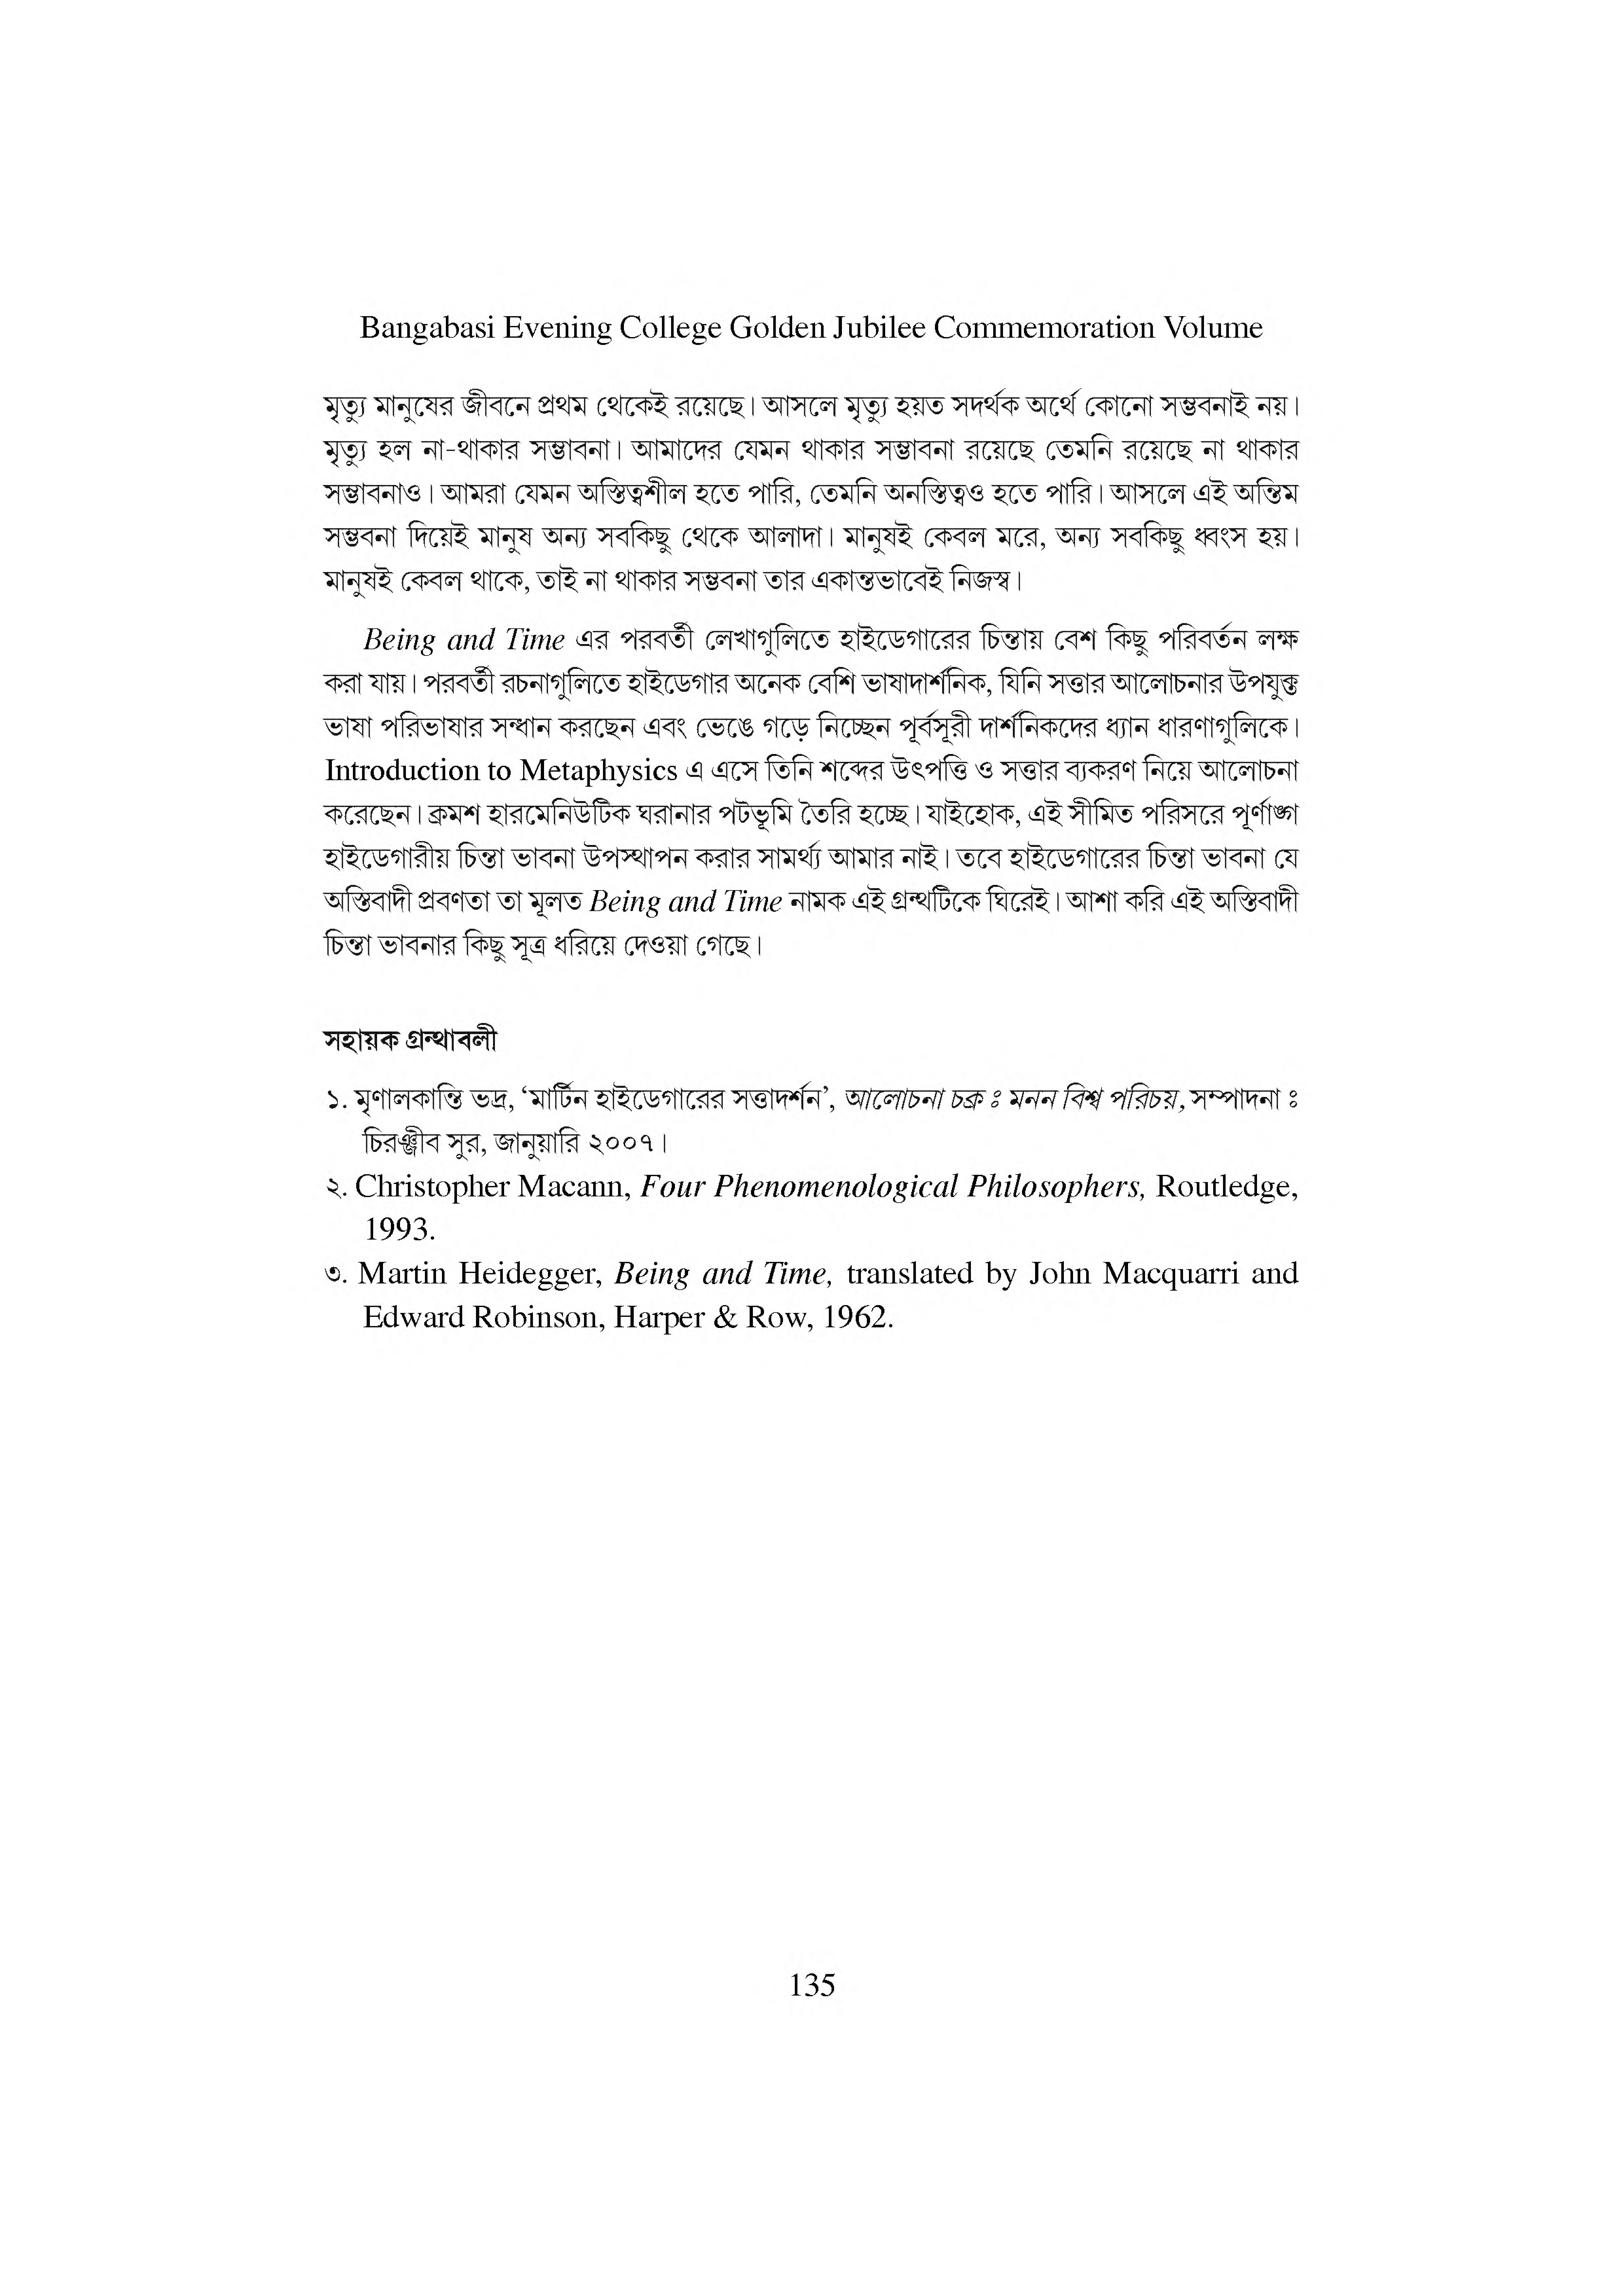 Bangabasi Evening College Golden Jubilee Commemoration Volume
মৃত্যু মানুষের জীবনে প্রথম থেকেই রয়েছে। আসলে মৃত্যু হয়ত সদর্থক অর্থে কোনো সম্ভবনাই নয়।
মৃত্যু হল না-থাকার সম্ভাবনা। আমাদের যেমন থাকার সম্ভাবনা রয়েছে তেমনি রয়েছে না থাকার
সম্ভাবনাও। আমরা যেমন অস্তিত্বশীল হতে পারি, তেমনি অনস্তিত্বও হতে পারি। আসলে এই অন্তিম
সম্ভবনা দিয়েই মানুষ অন্য সবকিছু থেকে আলাদা। মানুষই কেবল মরে, অন্য সবকিছু ধ্বংস হয়।
মানুষই কেবল থাকে, তাই না থাকার সম্ভবনা তার একান্তভাবেই নিজস্ব।
Being and Time এর পরবর্তী লেখাগুলিতে হাইডেগারের চিন্তায় বেশ কিছু পরিবর্তন লক্ষ
করা যায়। পরবর্তী রচনাগুলিতে হাইডেগার অনেক বেশি ভাষাদার্শনিক, যিনি সত্তার আলোচনার উপযুক্ত
ভাষা পরিভাষার সন্ধান করছেন এবং ভেঙে গড়ে নিচ্ছেন পূর্বসূরী দার্শনিকদের ধ্যান ধারণাগুলিকে।
Introduction to Metaphysics এ এসে তিনি শব্দের উৎপত্তি ও সত্তার ব্যকরণ নিয়ে আলোচনা
করেছেন। ক্রমশ হারমেনিউটিক ঘরানার পটভূমি তৈরি হচ্ছে। যাইহোক, এই সীমিত পরিসরে পূর্ণাঙ্গ
হাইডেগারীয় চিন্তা ভাবনা উপস্থাপন করার সামর্থ্য আমার নাই। তবে হাইডেগারের চিন্তা ভাবনা যে
অস্তিবাদী প্রবণতা তা মূলত Being and Time নামক এই গ্রন্থটিকে ঘিরেই। আশা করি এই অস্তিবাদী
চিন্তা ভাবনার কিছু সূত্র ধরিয়ে দেওয়া গেছে।
সহায়ক গ্রন্থাবলী
১. মৃণালকান্তি ভদ্র, ‘মার্টিন হাইডেগারের সত্তাদর্শন’, আলোচনা চক্র ঃ মনন বিশ্ব পরিচয়, সম্পাদনা ঃ
চিরঞ্জীব সুর, জানুয়ারি ২০০৭।
২. Christopher Macann, Four Phenomenological Philosophers, Routledge,
1993.
৩. Martin Heidegger, Being and Time, translated by John Macquarri and
Edward Robinson, Harper & Row, 1962.
135